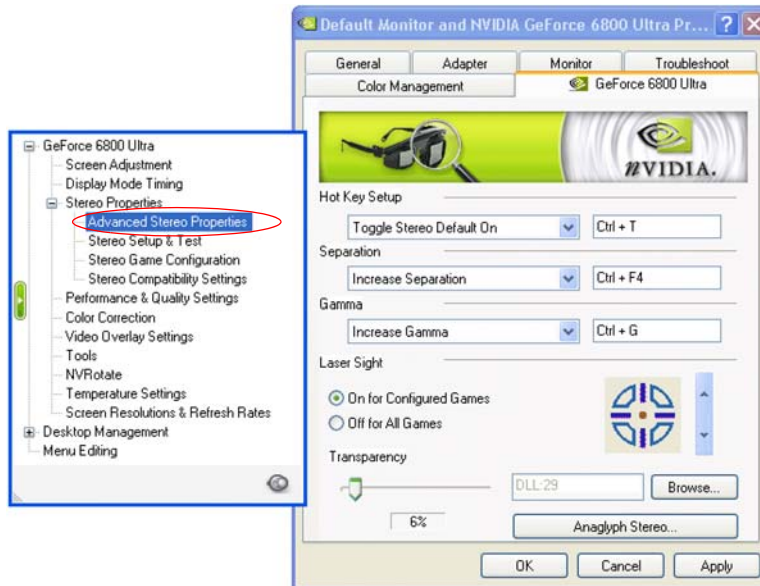 Default Monitor and NVIDIA GeForce 6800 Ultra Pr...
General Adapter Monitor Troubleshoot
Color Management GeForce 6800 Ultra
nVIDIA.
GeForce 6800 Ultra
Screen Adjustment
Display Mode Timing
Stereo Properties
Advanced Stereo Properties
Stereo Setup & Test
Stereo Game Configuration
Stereo Compatibility Settings
Performance & Quality Settings
Color Correction
Video Overlay Settings
Tools
NVRotate
Temperature Settings
Screen Resolutions & Refresh Rates
Desktop Management
Menu Editing
Hot Key Setup
Toggle Stereo Default On Ctrl + T
Separation
Increase Separation Ctrl + F4
Gamma
Increase Gamma Ctrl + G
Laser Sight
On for Configured Games
Off for All Games
Transparency
DLL:29 Browse...
6% Anaglyph Stereo...
OK Cancel Apply